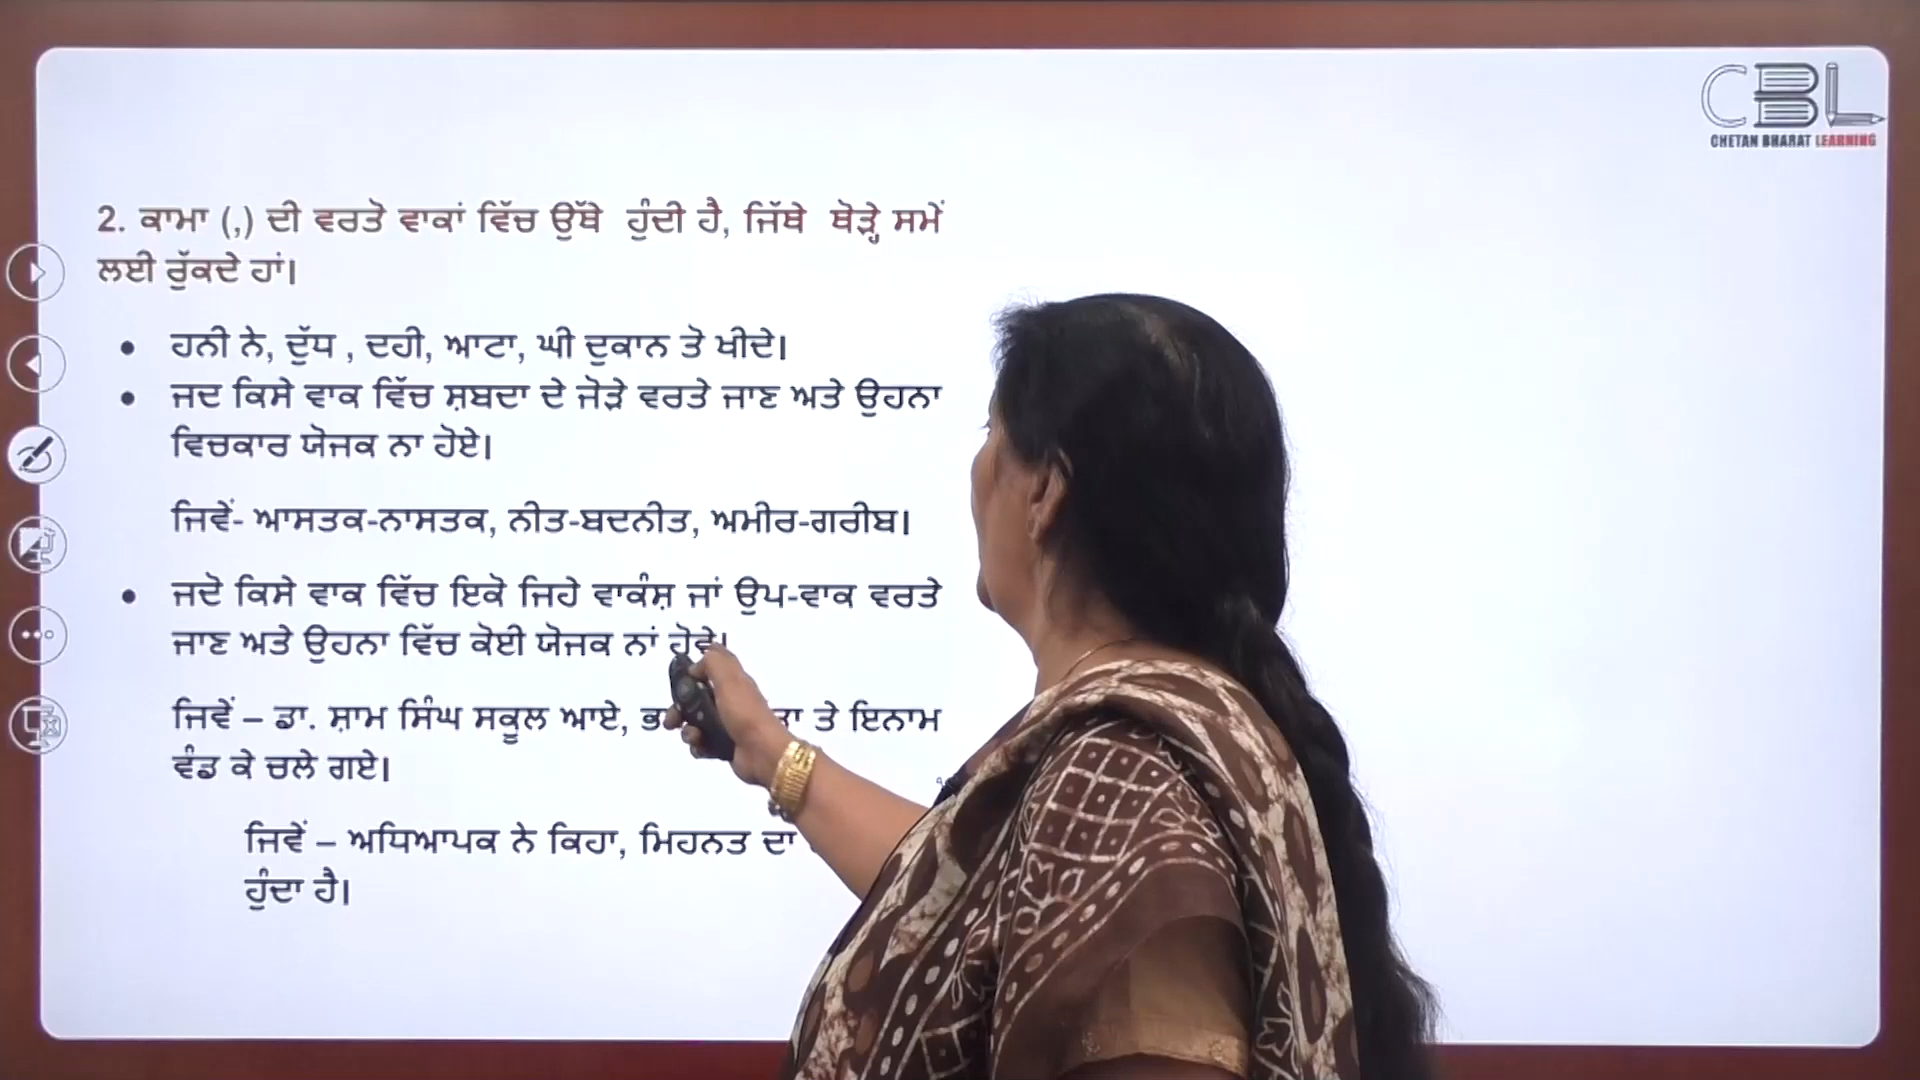 CBL
CHETAN BHARAT LEARNING
2. ਕਾਮਾ (,) ਦੀ ਵਰਤੋ ਵਾਕਾਂ ਵਿੱਚ ਉੱਥੇ ਹੁੰਦੀ ਹੈ, ਜਿੱਥੇ ਥੋੜ੍ਹੇ ਸਮੇਂ
ਲਈ ਰੁੱਕਦੇ ਹਾਂ।
• ਹਨੀ ਨੇ, ਦੁੱਧ , ਦਹੀ, ਆਟਾ, ਘੀ ਦੁਕਾਨ ਤੋ ਖੀਦੇ।
• ਜਦ ਕਿਸੇ ਵਾਕ ਵਿੱਚ ਸ਼ਬਦਾ ਦੇ ਜੋੜੇ ਵਰਤੇ ਜਾਣ ਅਤੇ ਉਹਨਾ
ਵਿਚਕਾਰ ਯੋਜਕ ਨਾ ਹੋਏ।
ਜਿਵੇਂ- ਆਸਤਕ-ਨਾਸਤਕ, ਨੀਤ-ਬਦਨੀਤ, ਅਮੀਰ-ਗਰੀਬ।
• ਜਦੋ ਕਿਸੇ ਵਾਕ ਵਿੱਚ ਇਕੋ ਜਿਹੇ ਵਾਕੰਸ਼ ਜਾਂ ਉਪ-ਵਾਕ ਵਰਤੇ
ਜਾਣ ਅਤੇ ਉਹਨਾ ਵਿੱਚ ਕੋਈ ਯੋਜਕ ਨਾਂ ਹੋਵੇ।
ਜਿਵੇਂ – ਡਾ. ਸ਼ਾਮ ਸਿੰਘ ਸਕੂਲ ਆਏ, ਤੇ ਇਨਾਮ
ਵੰਡ ਕੇ ਚਲੇ ਗਏ।
ਜਿਵੇਂ – ਅਧਿਆਪਕ ਨੇ ਕਿਹਾ, ਮਿਹਨਤ ਦਾ
ਹੁੰਦਾ ਹੈ।